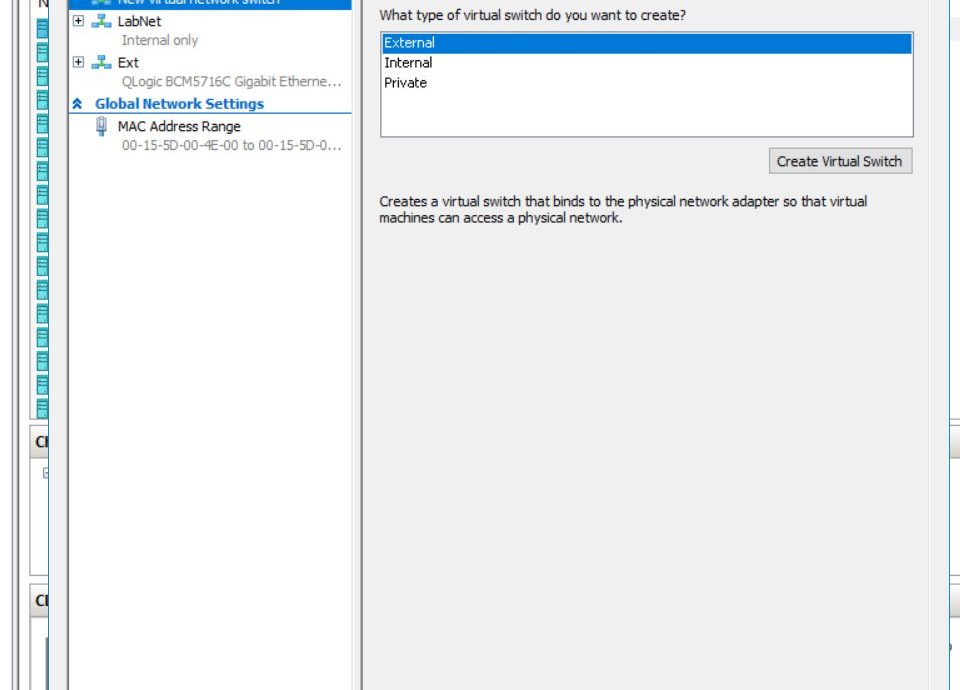 New virtual network switch
LabNet
Internal only
Ext
QLogic BCM5716C Gigabit Etherne...
Global Network Settings
MAC Address Range
00-15-5D-00-4E-00 to 00-15-5D-0...
What type of virtual switch do you want to create?
External
Internal
Private
Create Virtual Switch
Creates a virtual switch that binds to the physical network adapter so that virtual
machines can access a physical network.